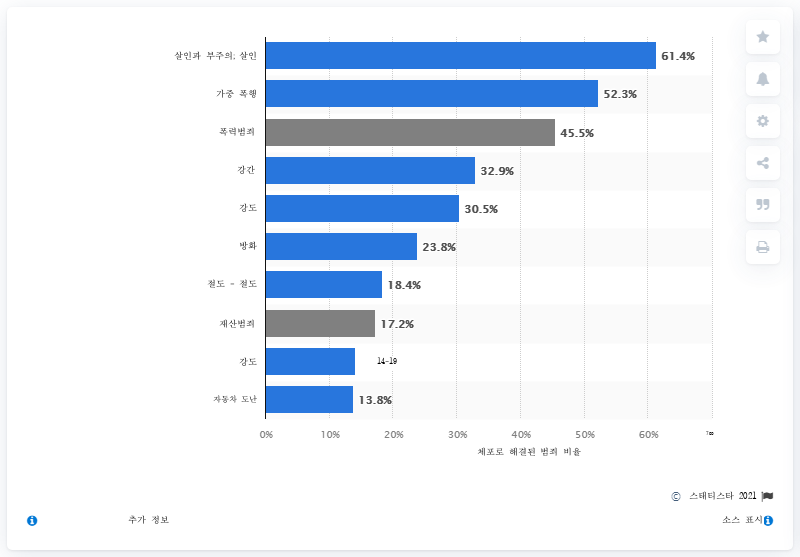 살인과 부주의; 살인 61.4%
가중 폭행 52.3%
폭력범죄 45.5%
강간 32.9%
강도 30.5%
방화 23.8%
절도 - 절도 18.4%
재산범죄 17.2%
강도 14-19
자동차 도난 13.8%
0% 10% 20% 30% 40% 50% 60%
체포로 해결된 범죄 비율
© 스태티스타 2021
추가 정보 소스 표시